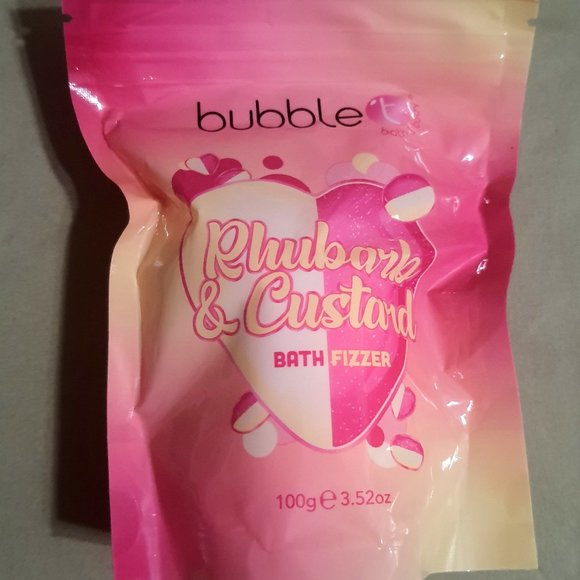 bubble t
Rhubarb
& Custard
BATH FIZZER
100g ℮ 3.52oz